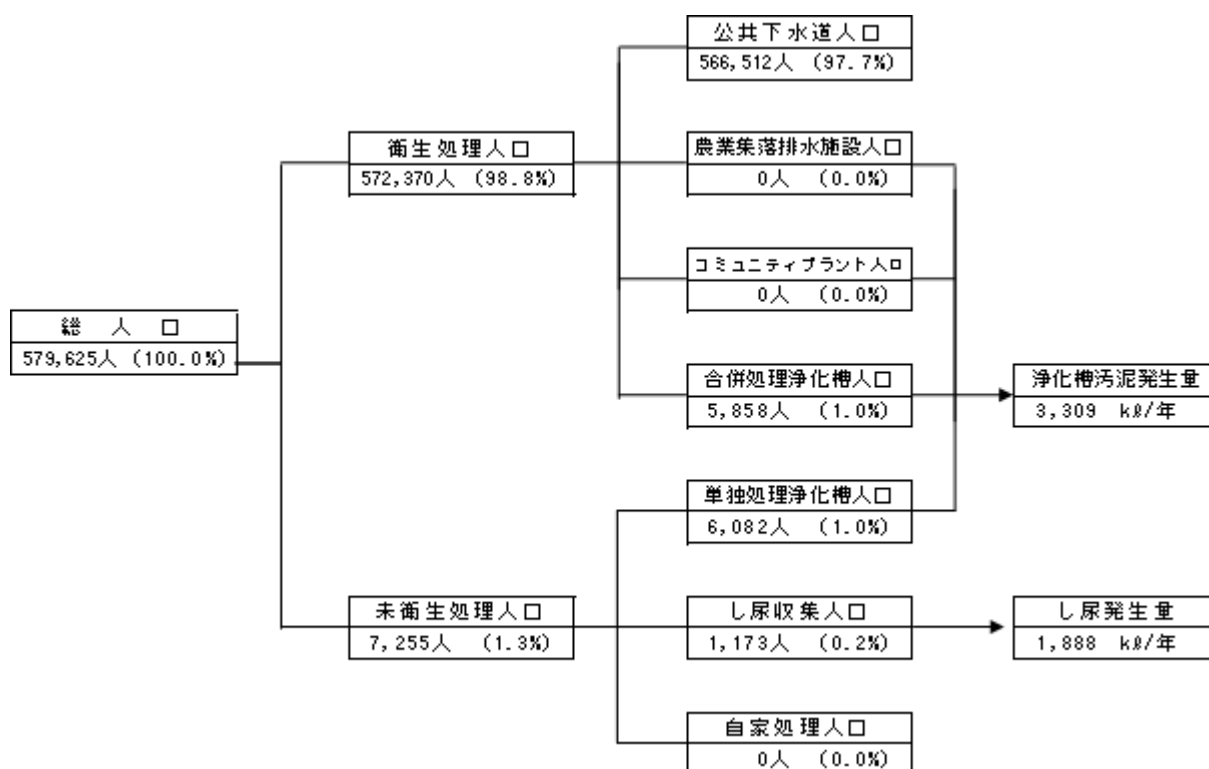 公共下水道人口
566,512人 (97.7%)
衛生処理人口
572,370人 (98.8%)
農業集落排水施設人口
0人 (0.0%)
コミュニティプラント人口
0人 (0.0%)
総人口
579,625人 (100.0%)
合併処理浄化槽人口
5,858人 (1.0%)
浄化槽汚泥発生量
3,309 kℓ/年
単独処理浄化槽人口
6,082人 (1.0%)
未衛生処理人口
7,255人 (1.3%)
し尿収集人口
1,173人 (0.2%)
し尿発生量
1,888 kℓ/年
自家処理人口
0人 (0.0%)